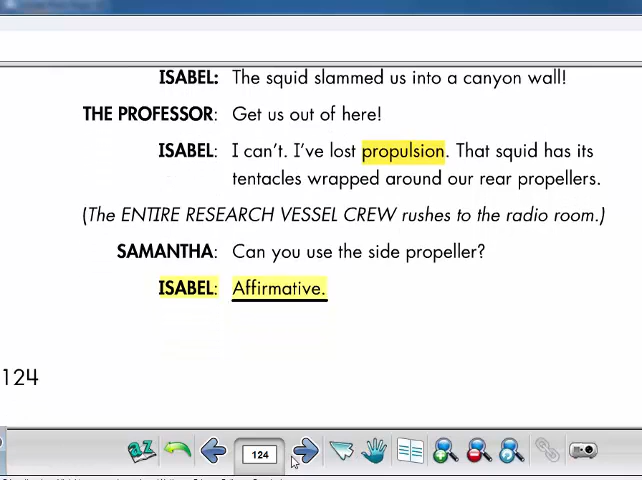 ISABEL: The squid slammed us into a canyon wall!
THE PROFESSOR: Get us out of here!
ISABEL: I can't. I've lost propulsion. That squid has its
tentacles wrapped around our rear propellers.
(The ENTIRE RESEARCH VESSEL CREW rushes to the radio room.)
SAMANTHA: Can you use the side propeller?
ISABEL: Affirmative.
124
az
124